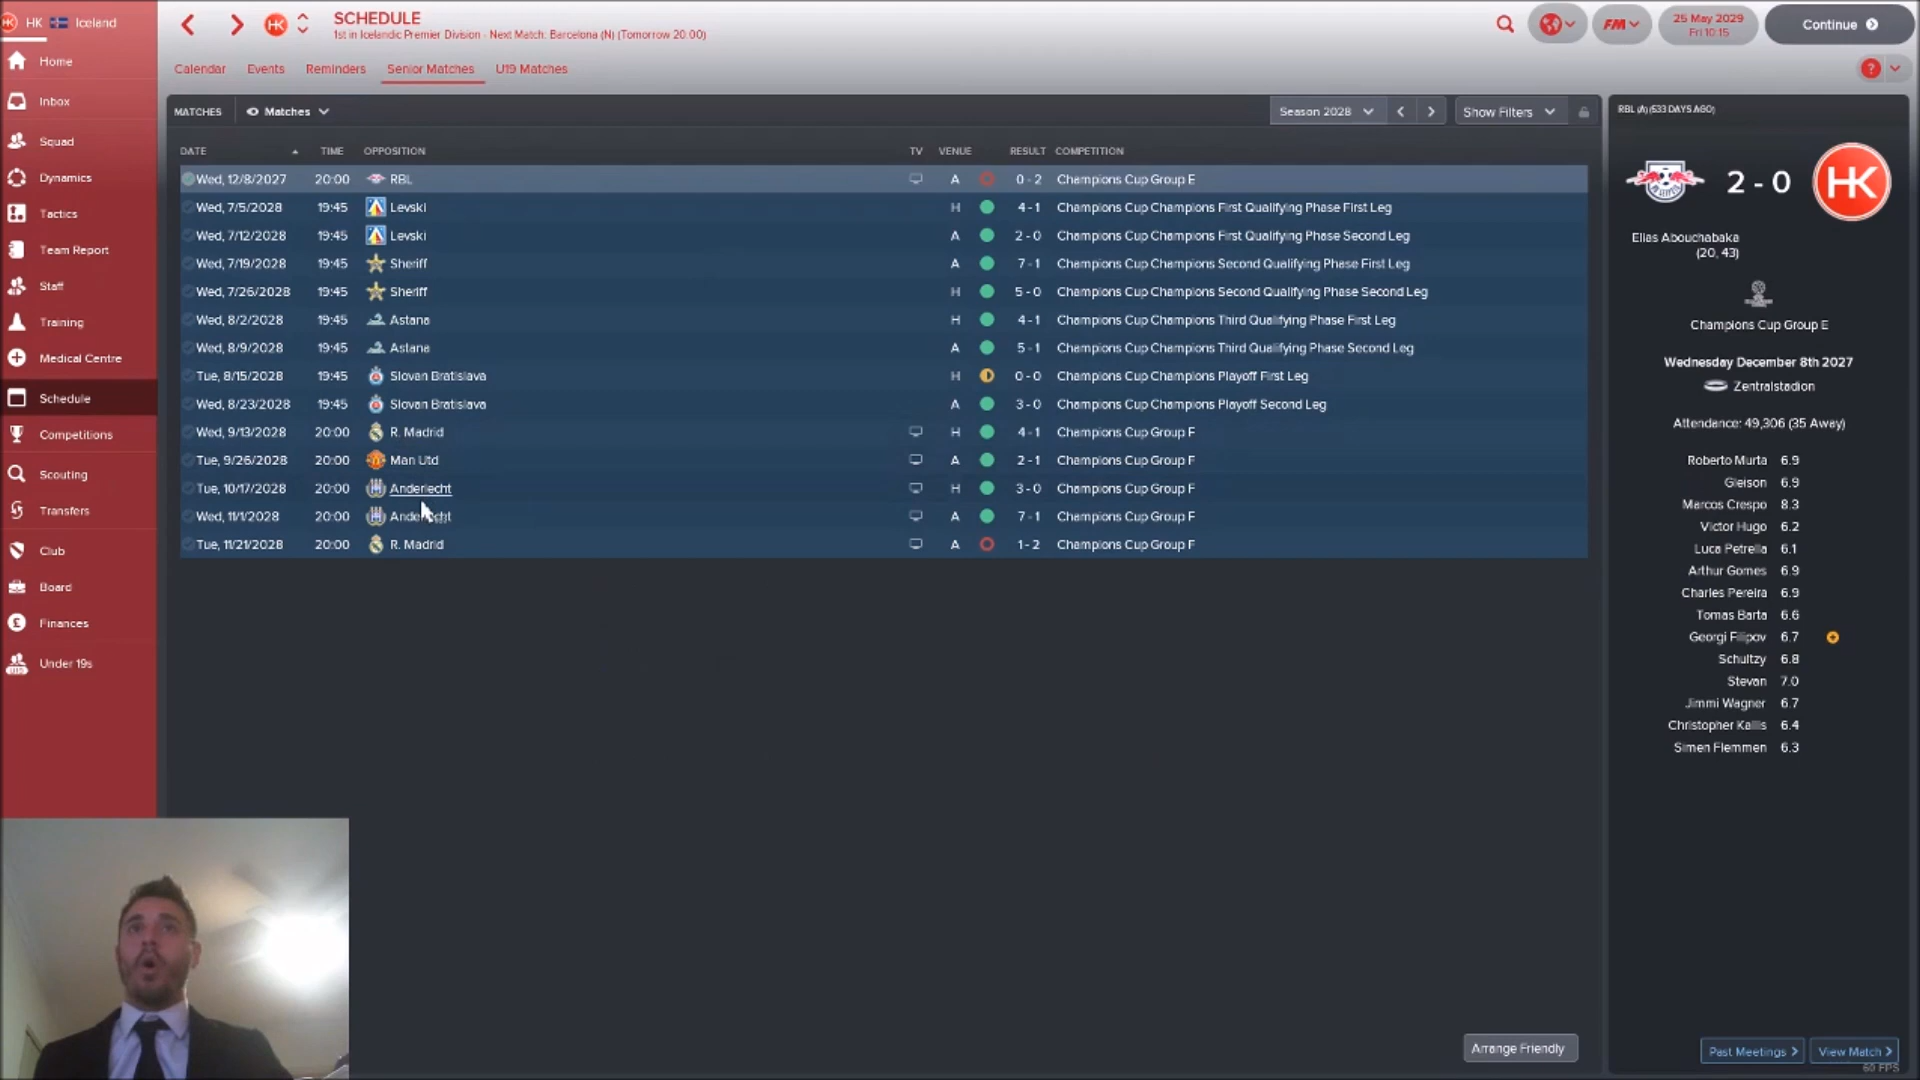 HK Iceland
SCHEDULE
1st in Icelandic Premier Division - Next Match: Barcelona (N) (Tomorrow 20:00)
FM
25 May 2029
Fri 10:15
Continue
Home
Inbox
Squad
Dynamics
Tactics
Team Report
Staff
Training
Medical Centre
Schedule
Competitions
Scouting
Transfers
Club
Board
Finances
Under 19s
Calendar Events Reminders Senior Matches U19 Matches
?
MATCHES Matches Season 2028 Show Filters
DATE TIME OPPOSITION TV VENUE RESULT COMPETITION
Wed, 12/8/2027 20:00 RBL A 0 - 2 Champions Cup Group E
Wed, 7/5/2028 19:45 Levski H 4 - 1 Champions Cup Champions First Qualifying Phase First Leg
Wed, 7/12/2028 19:45 Levski A 2 - 0 Champions Cup Champions First Qualifying Phase Second Leg
Wed, 7/19/2028 19:45 Sheriff A 7 - 1 Champions Cup Champions Second Qualifying Phase First Leg
Wed, 7/26/2028 19:45 Sheriff H 5 - 0 Champions Cup Champions Second Qualifying Phase Second Leg
Wed, 8/2/2028 19:45 Astana H 4 - 1 Champions Cup Champions Third Qualifying Phase First Leg
Wed, 8/9/2028 19:45 Astana A 5 - 1 Champions Cup Champions Third Qualifying Phase Second Leg
Tue, 8/15/2028 19:45 Slovan Bratislava H 0 - 0 Champions Cup Champions Playoff First Leg
Wed, 8/23/2028 19:45 Slovan Bratislava A 3 - 0 Champions Cup Champions Playoff Second Leg
Wed, 9/13/2028 20:00 R. Madrid H 4 - 1 Champions Cup Group F
Tue, 9/26/2028 20:00 Man Utd A 2 - 1 Champions Cup Group F
Tue, 10/17/2028 20:00 Anderlecht H 3 - 0 Champions Cup Group F
Wed, 11/1/2028 20:00 Anderlecht A 7 - 1 Champions Cup Group F
Tue, 11/21/2028 20:00 R. Madrid A 1 - 2 Champions Cup Group F
Arrange Friendly
RBL (A) (533 DAYS AGO)
2 - 0 HK
Elias Abouchabaka
(20, 43)
Champions Cup Group E
Wednesday December 8th 2027
Zentralstadion
Attendance: 49,306 (35 Away)
Roberto Murta 6.9
Gleison 6.9
Marcos Crespo 8.3
Victor Hugo 6.2
Luca Petrella 6.1
Arthur Gomes 6.9
Charles Pereira 6.9
Tomas Barta 6.6
Georgi Filipov 6.7
Schultzy 6.8
Stevan 7.0
Jimmi Wagner 6.7
Christopher Kallis 6.4
Simen Flemmen 6.3
Past Meetings View Match
60 FPS